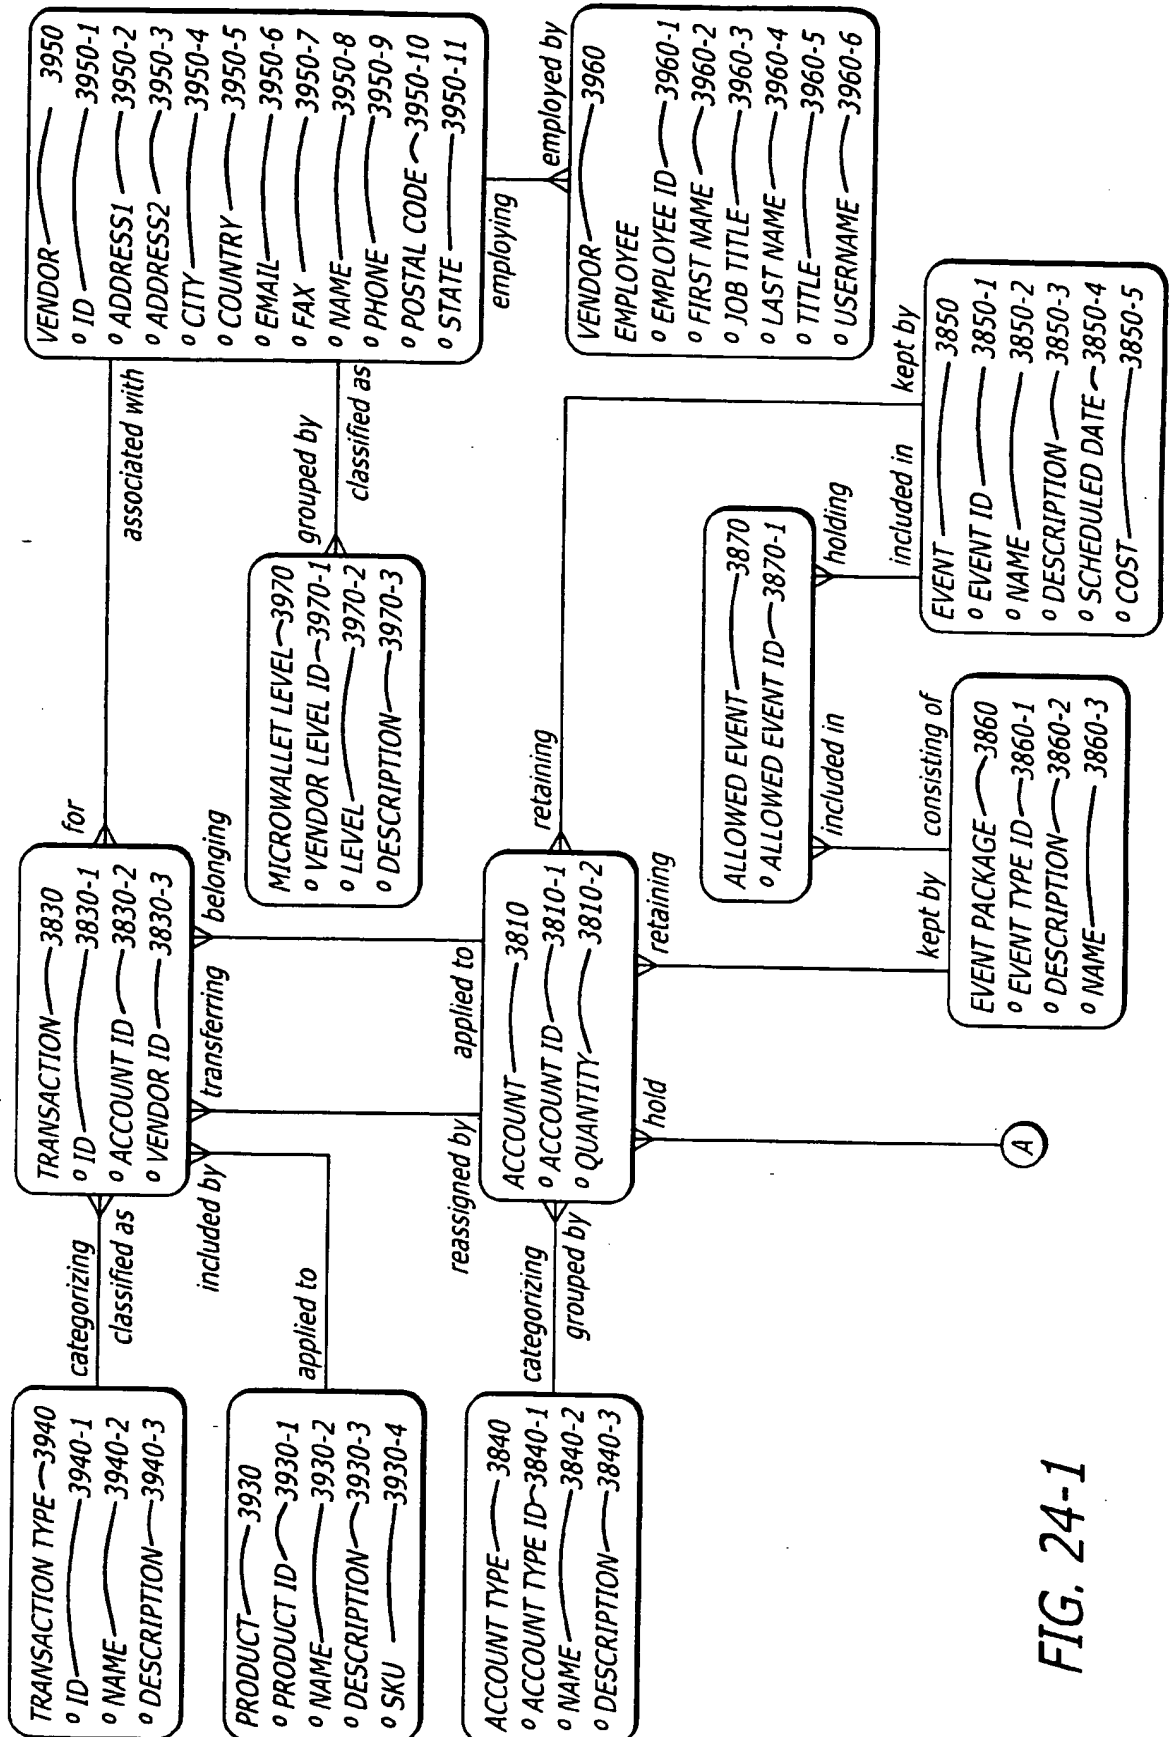 TRANSACTION TYPE 3940
o ID 3940-1
o NAME 3940-2
o DESCRIPTION 3940-3
categorizing
classified as
TRANSACTION 3830
o ID 3830-1
o ACCOUNT ID 3830-2
o VENDOR ID 3830-3
for
associated with
VENDOR 3950
o ID 3950-1
o ADDRESS1 3950-2
o ADDRESS2 3950-3
o CITY 3950-4
o COUNTRY 3950-5
o EMAIL 3950-6
o FAX 3950-7
o NAME 3950-8
o PHONE 3950-9
o POSTAL CODE 3950-10
o STATE 3950-11
PRODUCT 3930
o PRODUCT ID 3930-1
o NAME 3930-2
o DESCRIPTION 3930-3
o SKU 3930-4
applied to
included by
transferring
belonging
reassigned by
applied to
MICROWALLET LEVEL 3970
o VENDOR LEVEL ID 3970-1
o LEVEL 3970-2
o DESCRIPTION 3970-3
grouped by
classified as
employing
employed by
ACCOUNT TYPE 3840
o ACCOUNT TYPE ID 3840-1
o NAME 3840-2
o DESCRIPTION 3840-3
categorizing
grouped by
ACCOUNT 3810
o ACCOUNT ID 3810-1
o QUANTITY 3810-2
retaining
kept by
VENDOR 3960
EMPLOYEE
o EMPLOYEE ID 3960-1
o FIRST NAME 3960-2
o JOB TITLE 3960-3
o LAST NAME 3960-4
o TITLE 3960-5
o USERNAME 3960-6
hold
retaining
kept by
ALLOWED EVENT 3870
o ALLOWED EVENT ID 3870-1
included in
consisting of
holding
included in
A
EVENT PACKAGE 3860
o EVENT TYPE ID 3860-1
o DESCRIPTION 3860-2
o NAME 3860-3
EVENT 3850
o EVENT ID 3850-1
o NAME 3850-2
o DESCRIPTION 3850-3
o SCHEDULED DATE 3850-4
o COST 3850-5
FIG. 24-1